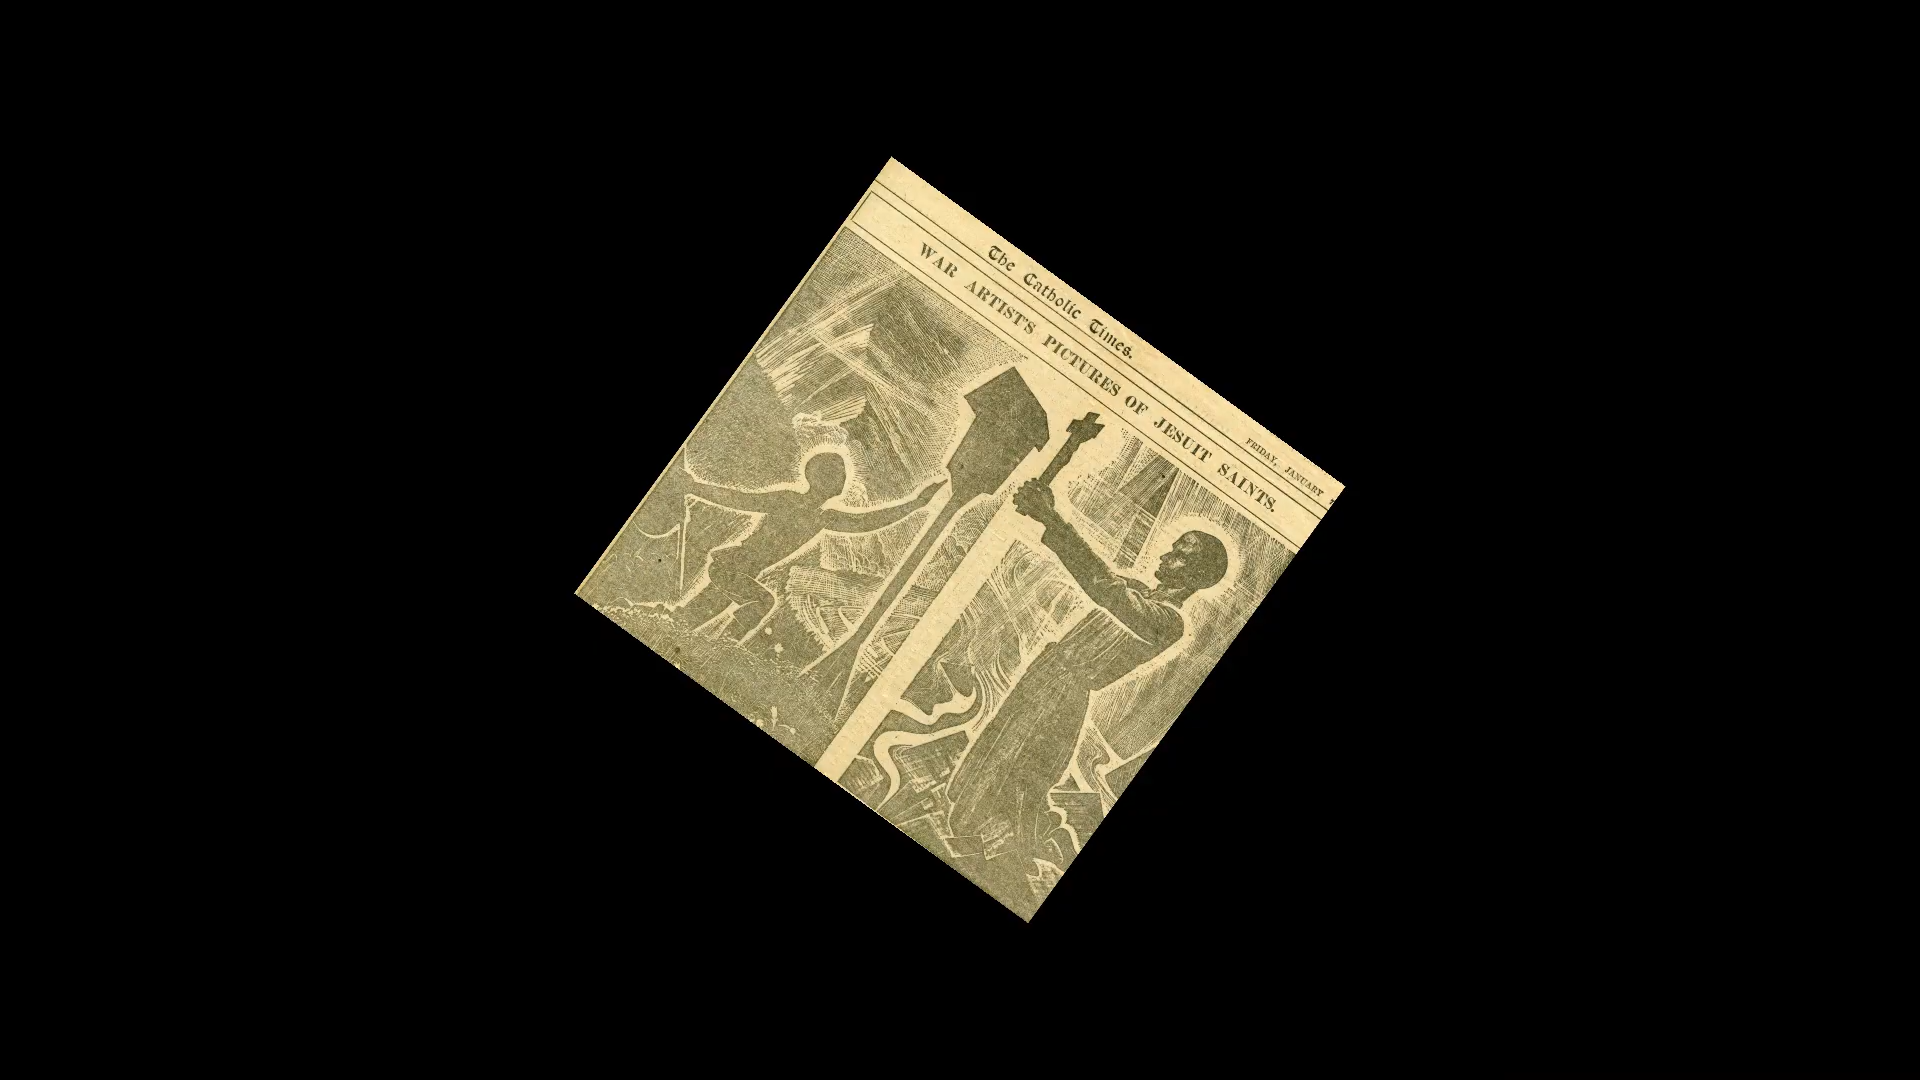 The Catholic Times.
FRIDAY, JANUARY
WAR ARTIST'S PICTURES OF JESUIT SAINTS.